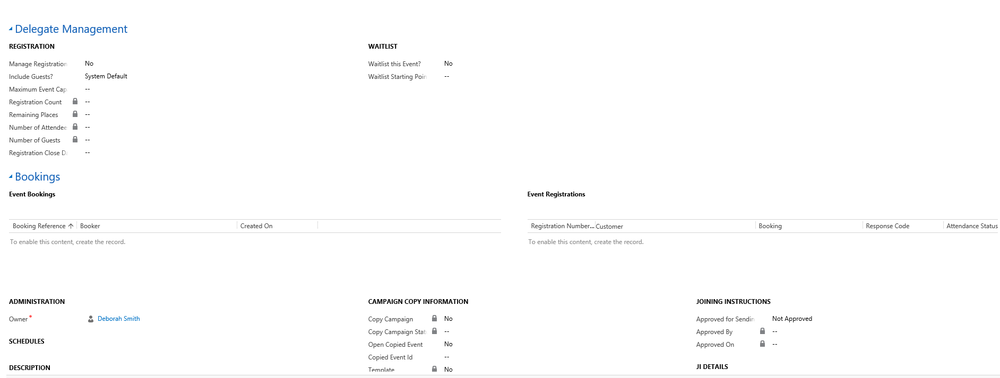 Delegate Management
REGISTRATION
Manage Registration No
Include Guests? System Default
Maximum Event Cap --
Registration Count --
Remaining Places --
Number of Attendee --
Number of Guests --
Registration Close Da --
WAITLIST
Waitlist this Event? No
Waitlist Starting Poin --
Bookings
Event Bookings
Booking Reference Booker Created On
To enable this content, create the record.
Event Registrations
Registration Number... Customer Booking Response Code Attendance Status
To enable this content, create the record.
ADMINISTRATION
Owner * Deborah Smith
SCHEDULES
DESCRIPTION
CAMPAIGN COPY INFORMATION
Copy Campaign No
Copy Campaign Stat --
Open Copied Event No
Copied Event Id --
Template No
JOINING INSTRUCTIONS
Approved for Sendin Not Approved
Approved By --
Approved On --
JI DETAILS